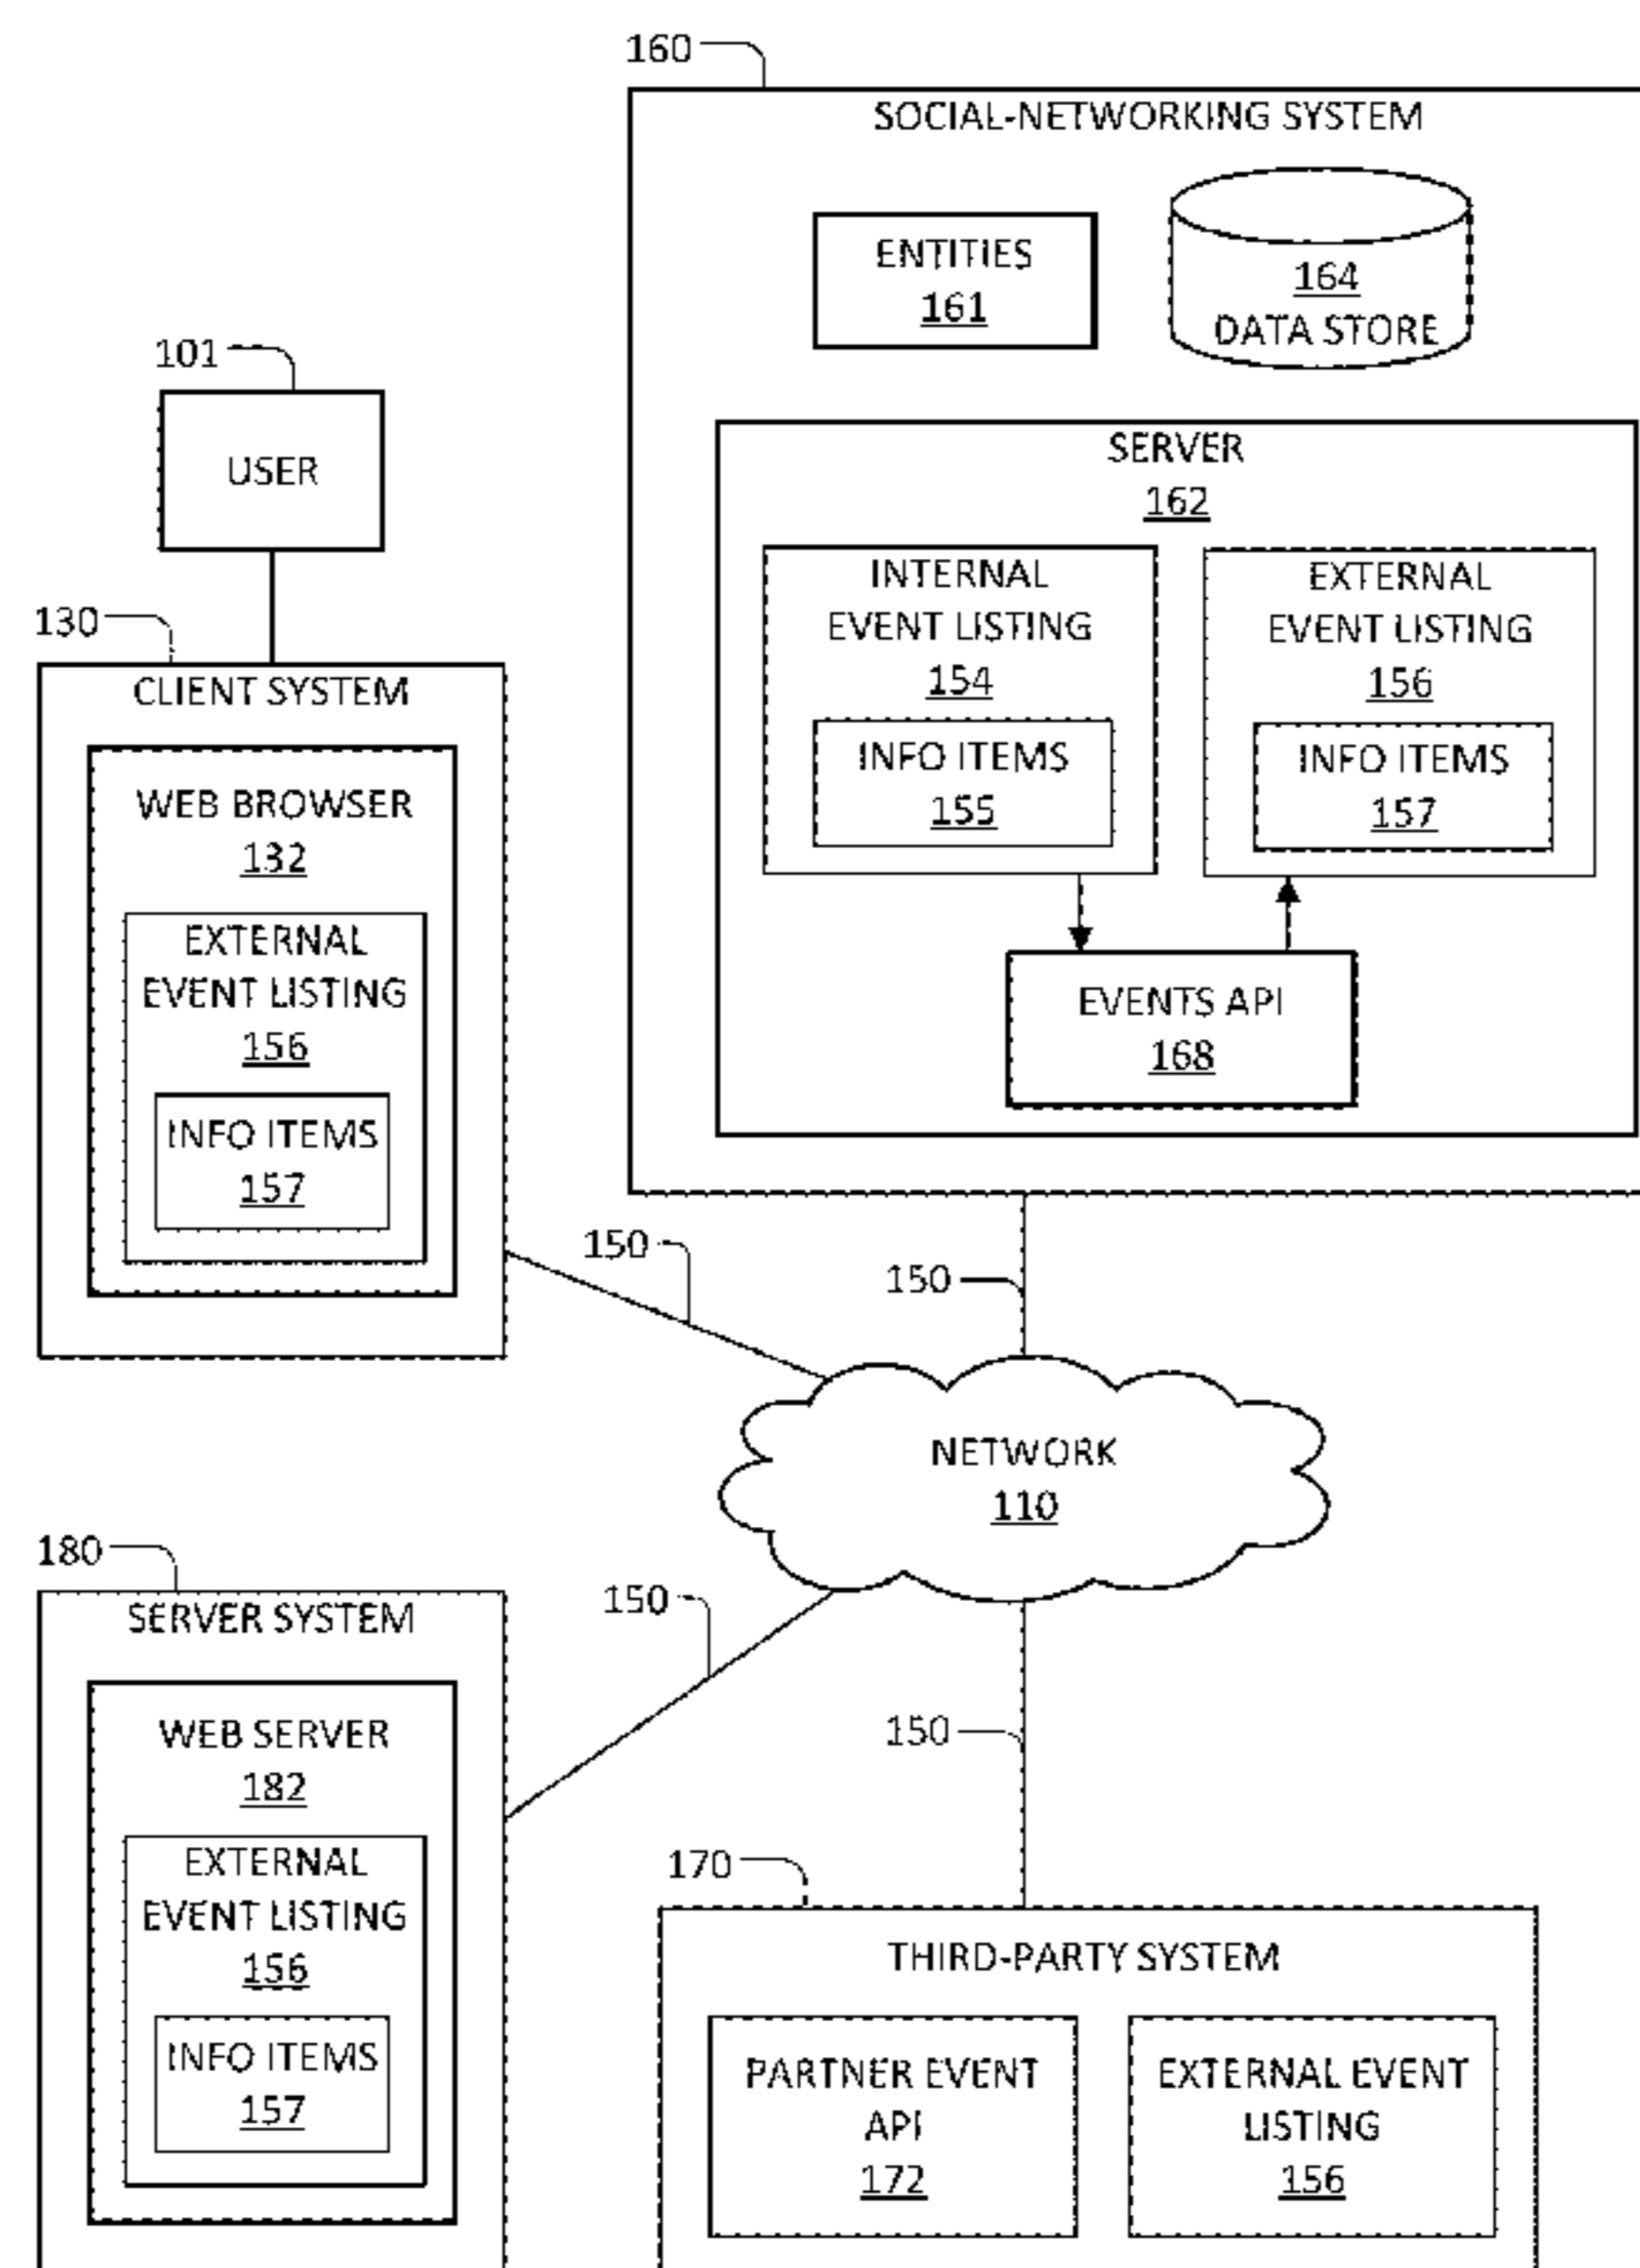 160
SOCIAL-NETWORKING SYSTEM
ENTITIES
161
164
DATA STORE
101
USER
SERVER
162
INTERNAL
EVENT LISTING
154
INFO ITEMS
155
EXTERNAL
EVENT LISTING
156
INFO ITEMS
157
EVENTS API
168
130
CLIENT SYSTEM
WEB BROWSER
132
EXTERNAL
EVENT LISTING
156
INFO ITEMS
157
150
150
NETWORK
110
180
SERVER SYSTEM
WEB SERVER
182
EXTERNAL
EVENT LISTING
156
INFO ITEMS
157
150
150
170
THIRD-PARTY SYSTEM
PARTNER EVENT
API
172
EXTERNAL EVENT
LISTING
156